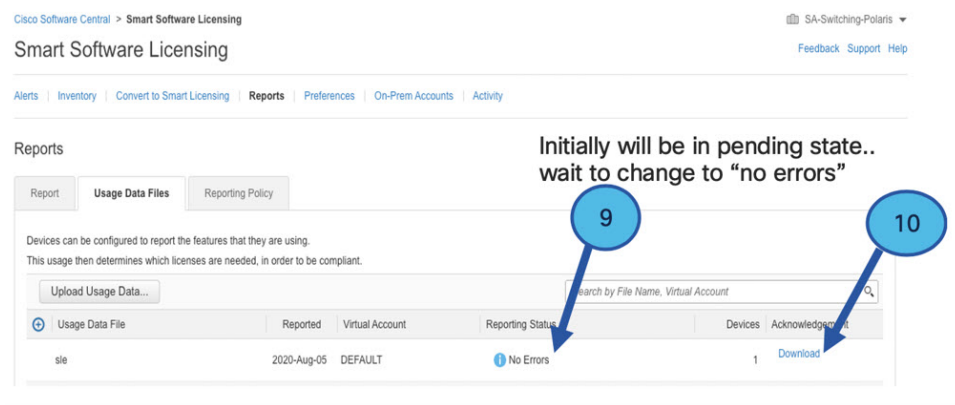 Cisco Software Central > Smart Software Licensing
SA-Switching-Polaris
Smart Software Licensing
Feedback Support Help
Alerts | Inventory | Convert to Smart Licensing | Reports | Preferences | On-Prem Accounts | Activity
Initially will be in pending state..
wait to change to “no errors”
Reports
Report Usage Data Files Reporting Policy
9
10
Devices can be configured to report the features that they are using.
This usage then determines which licenses are needed, in order to be compliant.
Upload Usage Data...
Search by File Name, Virtual Account
Usage Data File Reported Virtual Account Reporting Status Devices Acknowledgement
sle 2020-Aug-05 DEFAULT No Errors 1 Download